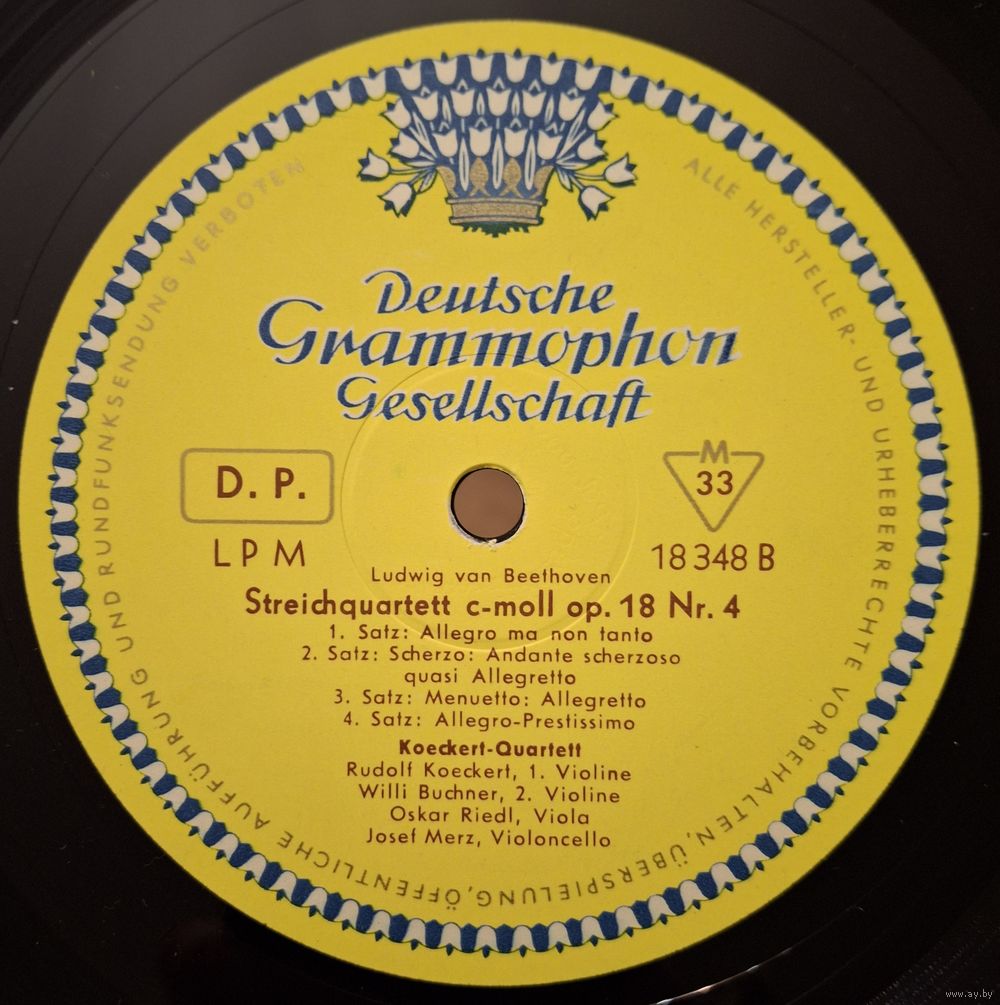 ALLE HERSTELLER- UND URHEBERRECHTE VORBEHALTEN, ÜBERSPIELUNG, ÖFFENTLICHE AUFFÜHRUNG UND RUNDFUNKSENDUNG VERBOTEN
Deutsche
Grammophon
Gesellschaft
D. P.
M
33
LPM
18 348 B
Ludwig van Beethoven
Streichquartett c-moll op. 18 Nr. 4
1. Satz: Allegro ma non tanto
2. Satz: Scherzo: Andante scherzoso
quasi Allegretto
3. Satz: Menuetto: Allegretto
4. Satz: Allegro-Prestissimo
Koeckert-Quartett
Rudolf Koeckert, 1. Violine
Willi Buchner, 2. Violine
Oskar Riedl, Viola
Josef Merz, Violoncello
www.ay.by